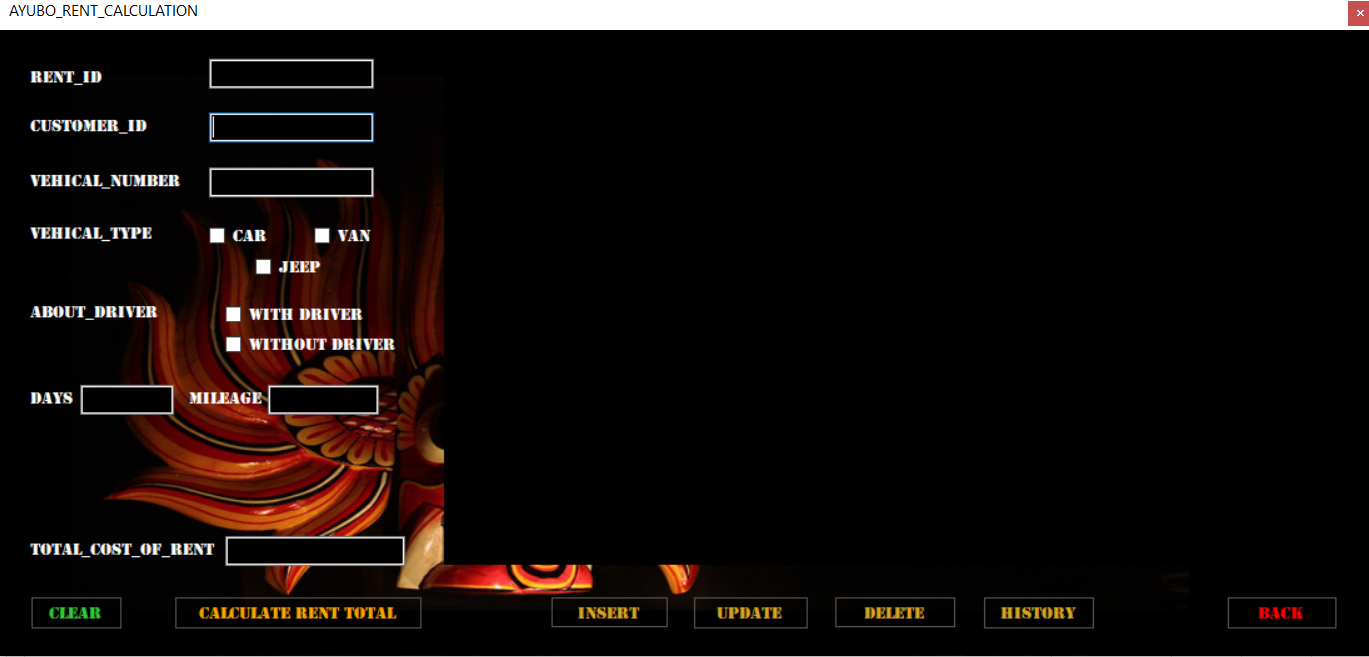 AYUBO_RENT_CALCULATION
RENT_ID
CUSTOMER_ID
VEHICAL_NUMBER
VEHICAL_TYPE CAR VAN
JEEP
ABOUT_DRIVER WITH DRIVER
WITHOUT DRIVER
DAYS MILEAGE
TOTAL_COST_OF_RENT
CLEAR CALCULATE RENT TOTAL INSERT UPDATE DELETE HISTORY BACK